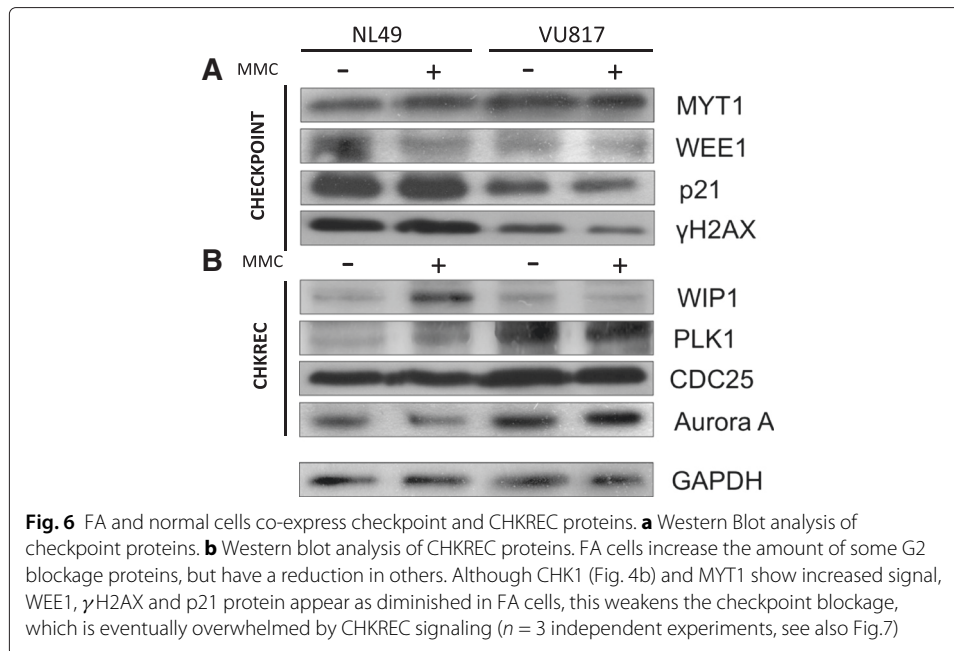 NL49 VU817
A MMC − + − +
CHECKPOINT
MYT1
WEE1
p21
γH2AX
B MMC − + − +
CHKREC
WIP1
PLK1
CDC25
Aurora A
GAPDH
Fig. 6 FA and normal cells co-express checkpoint and CHKREC proteins. a Western Blot analysis of
checkpoint proteins. b Western blot analysis of CHKREC proteins. FA cells increase the amount of some G2
blockage proteins, but have a reduction in others. Although CHK1 (Fig. 4b) and MYT1 show increased signal,
WEE1, γH2AX and p21 protein appear as diminished in FA cells, this weakens the checkpoint blockage,
which is eventually overwhelmed by CHKREC signaling (n = 3 independent experiments, see also Fig.7)